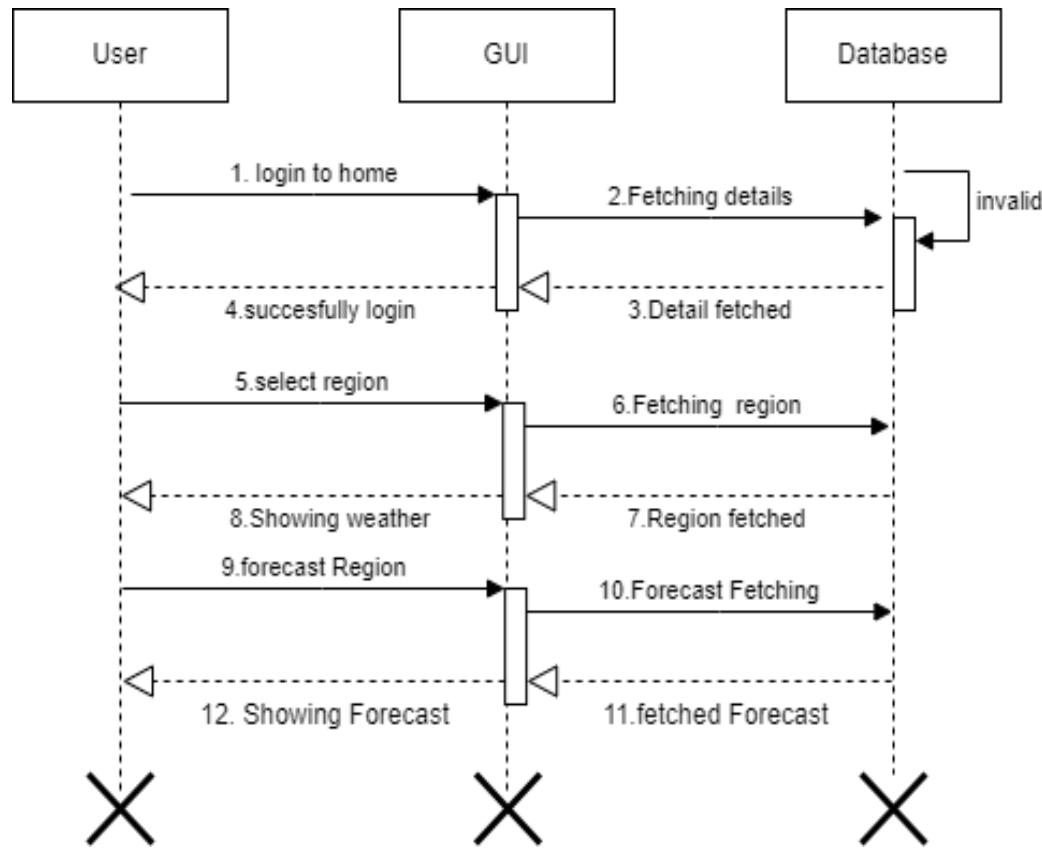 User
GUI
Database
1. login to home
2.Fetching details
invalid
4.succesfully login
3.Detail fetched
5.select region
6.Fetching region
8.Showing weather
7.Region fetched
9.forecast Region
10.Forecast Fetching
12. Showing Forecast
11.fetched Forecast